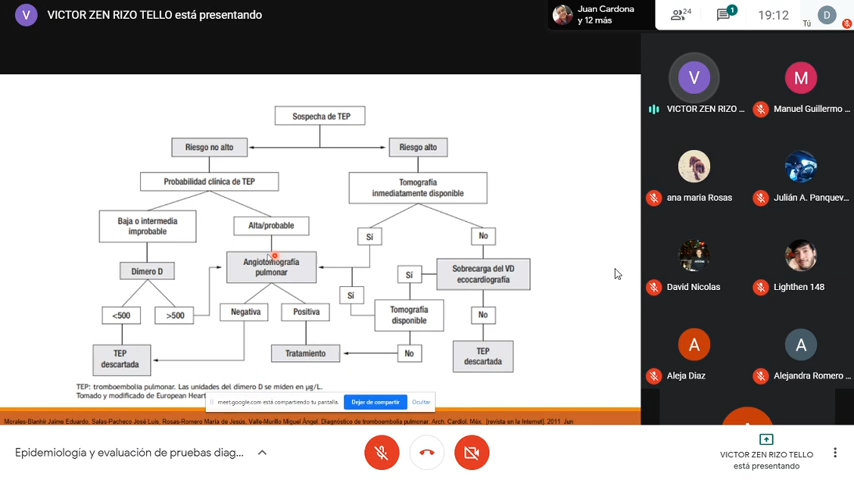 V VICTOR ZEN RIZO TELLO está presentando
Juan Cardona
y 12 más
24
1
19:12
Tú
D
Sospecha de TEP
Riesgo no alto
Riesgo alto
Probabilidad clínica de TEP
Tomografía
inmediatamente disponible
Baja o intermedia
improbable
Alta/probable
Sí
No
Dímero D
Angiotomografía
pulmonar
Sí
Sobrecarga del VD
ecocardiografía
Sí
<500
>500
Negativa
Positiva
Tomografía
disponible
No
TEP
descartada
Tratamiento
No
TEP
descartada
TEP: tromboembolia pulmonar. Las unidades del dímero D se miden en µg/L.
Tomado y modificado de European Heart
meet.google.com está compartiendo tu pantalla.
Dejar de compartir
Ocultar
Morales-Blanhir Jaime Eduardo, Salas-Pacheco José Luis, Rosas-Romero María de Jesús, Valle-Murillo Miguel Ángel. Diagnóstico de tromboembolia pulmonar. Arch. Cardiol. Méx. [revista en la Internet]. 2011 Jun
V
VICTOR ZEN RIZO ...
M
Manuel Guillermo ...
ana maria Rosas
Julián A. Panquev...
David Nicolas
Lighthen 148
A
Aleja Diaz
A
Alejandra Romero ...
Epidemiología y evaluación de pruebas diag...
VICTOR ZEN RIZO TELLO
está presentando